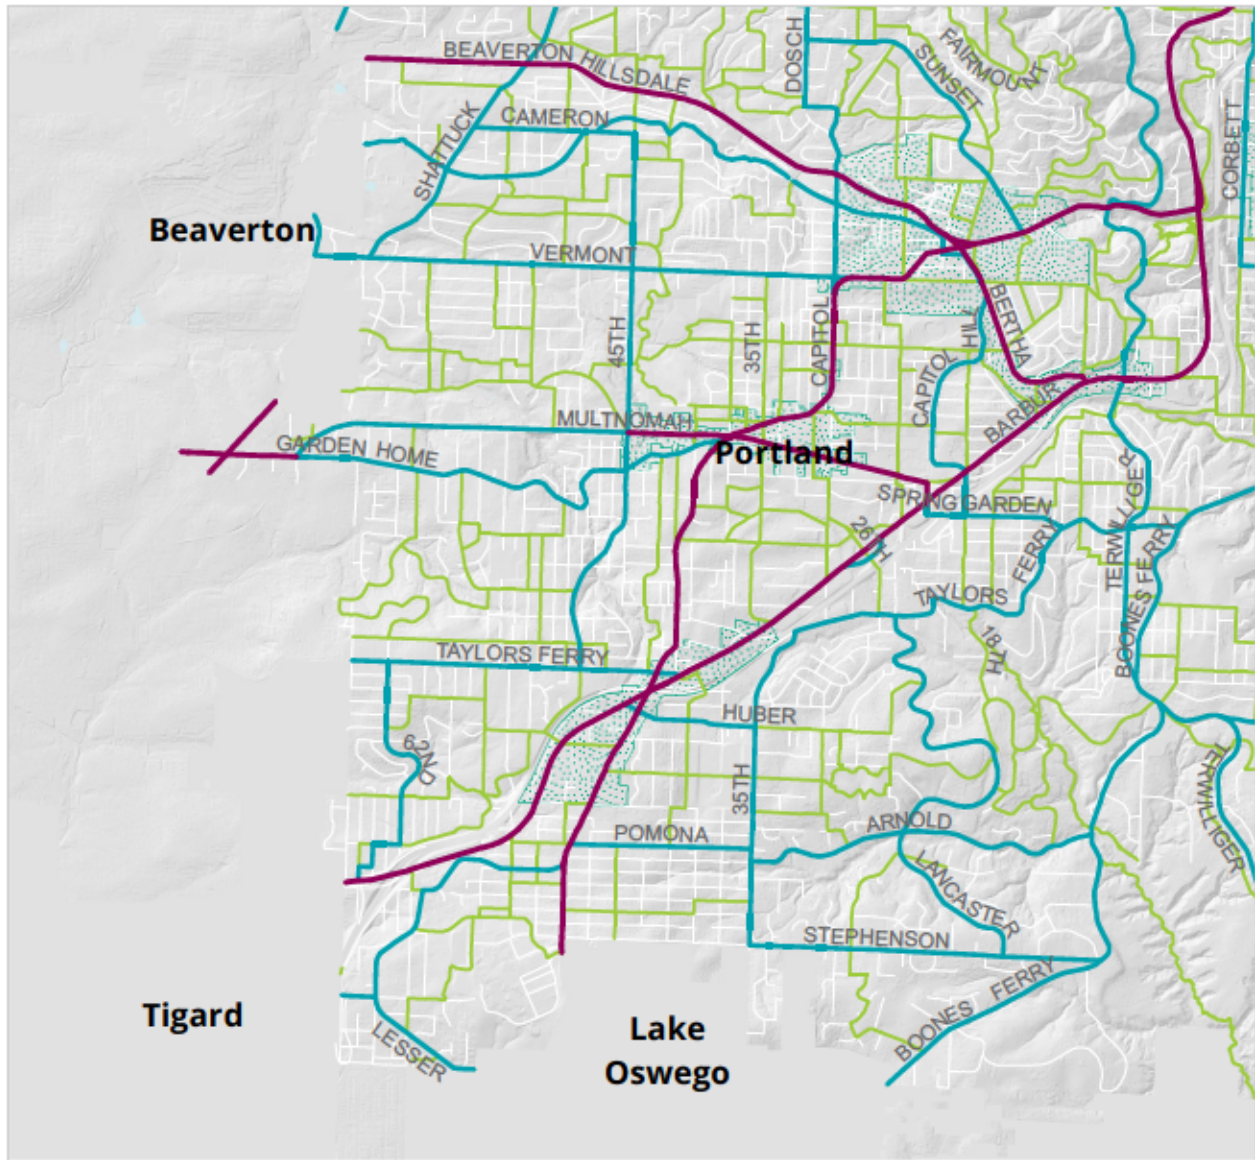 BEAVERTON HILLSDALE
DOSCH
FAIRMOUNT
SUNSET
CAMERON
SHATTUCK
CORBETT
Beaverton
VERMONT
BERTHA
45TH
35TH
CAPITOL
CAPITOL HILL
MULTNOMAH
BARBUR
GARDEN HOME
Portland
SPRING GARDEN
TERWILLIGER
26TH
FERRY
BOONES FERRY
TAYLORS
18TH
TAYLORS FERRY
HUBER
62ND
35TH
TERWILLIGER
POMONA
ARNOLD
LANCASTER
STEPHENSON
BOONES FERRY
Tigard
Lake
Oswego
LESSER